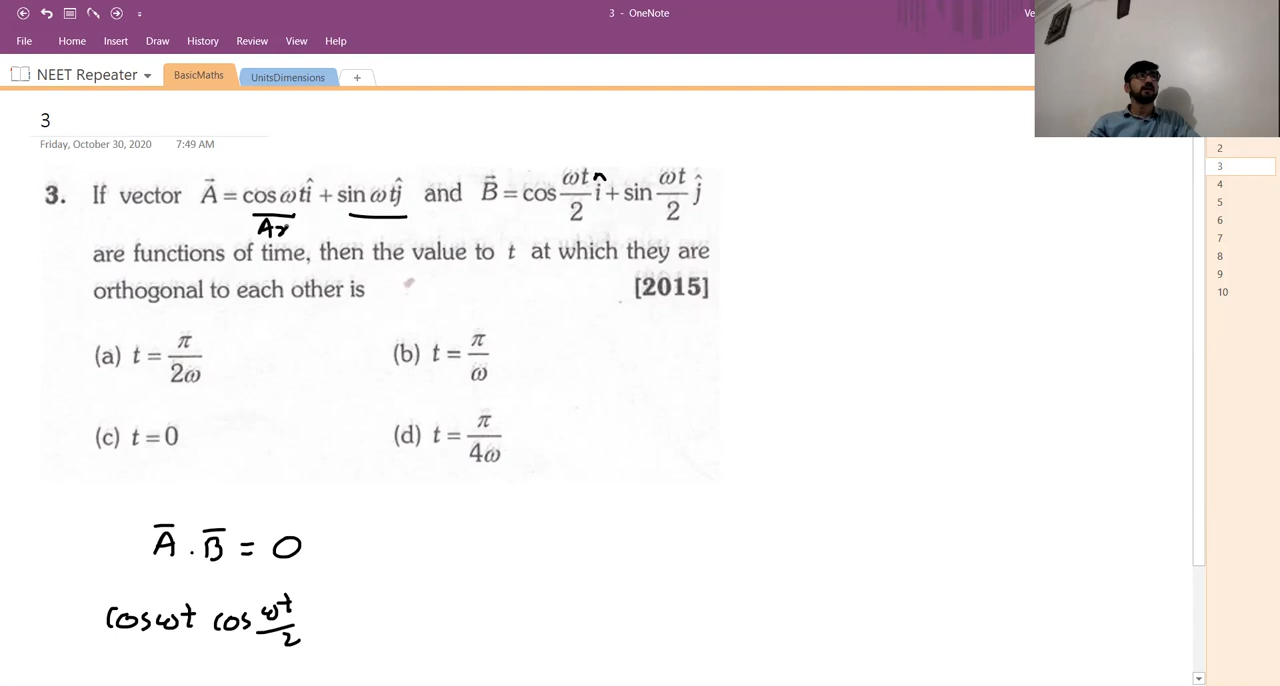 3 - OneNote
Ve
File Home Insert Draw History Review View Help
NEET Repeater BasicMaths UnitsDimensions +
3
Friday, October 30, 2020 7:49 AM
3. If vector \vec{A} = cos ωt î + sin ωt ĵ and \vec{B} = cos ωt/2 î + sin ωt/2 ĵ
Ax
are functions of time, then the value to t at which they are
orthogonal to each other is [2015]
(a) t = π/2ω (b) t = π/ω
(c) t = 0 (d) t = π/4ω
A̅ . B̅ = 0
cosωt cos ωt/2
2
3
4
5
6
7
8
9
10